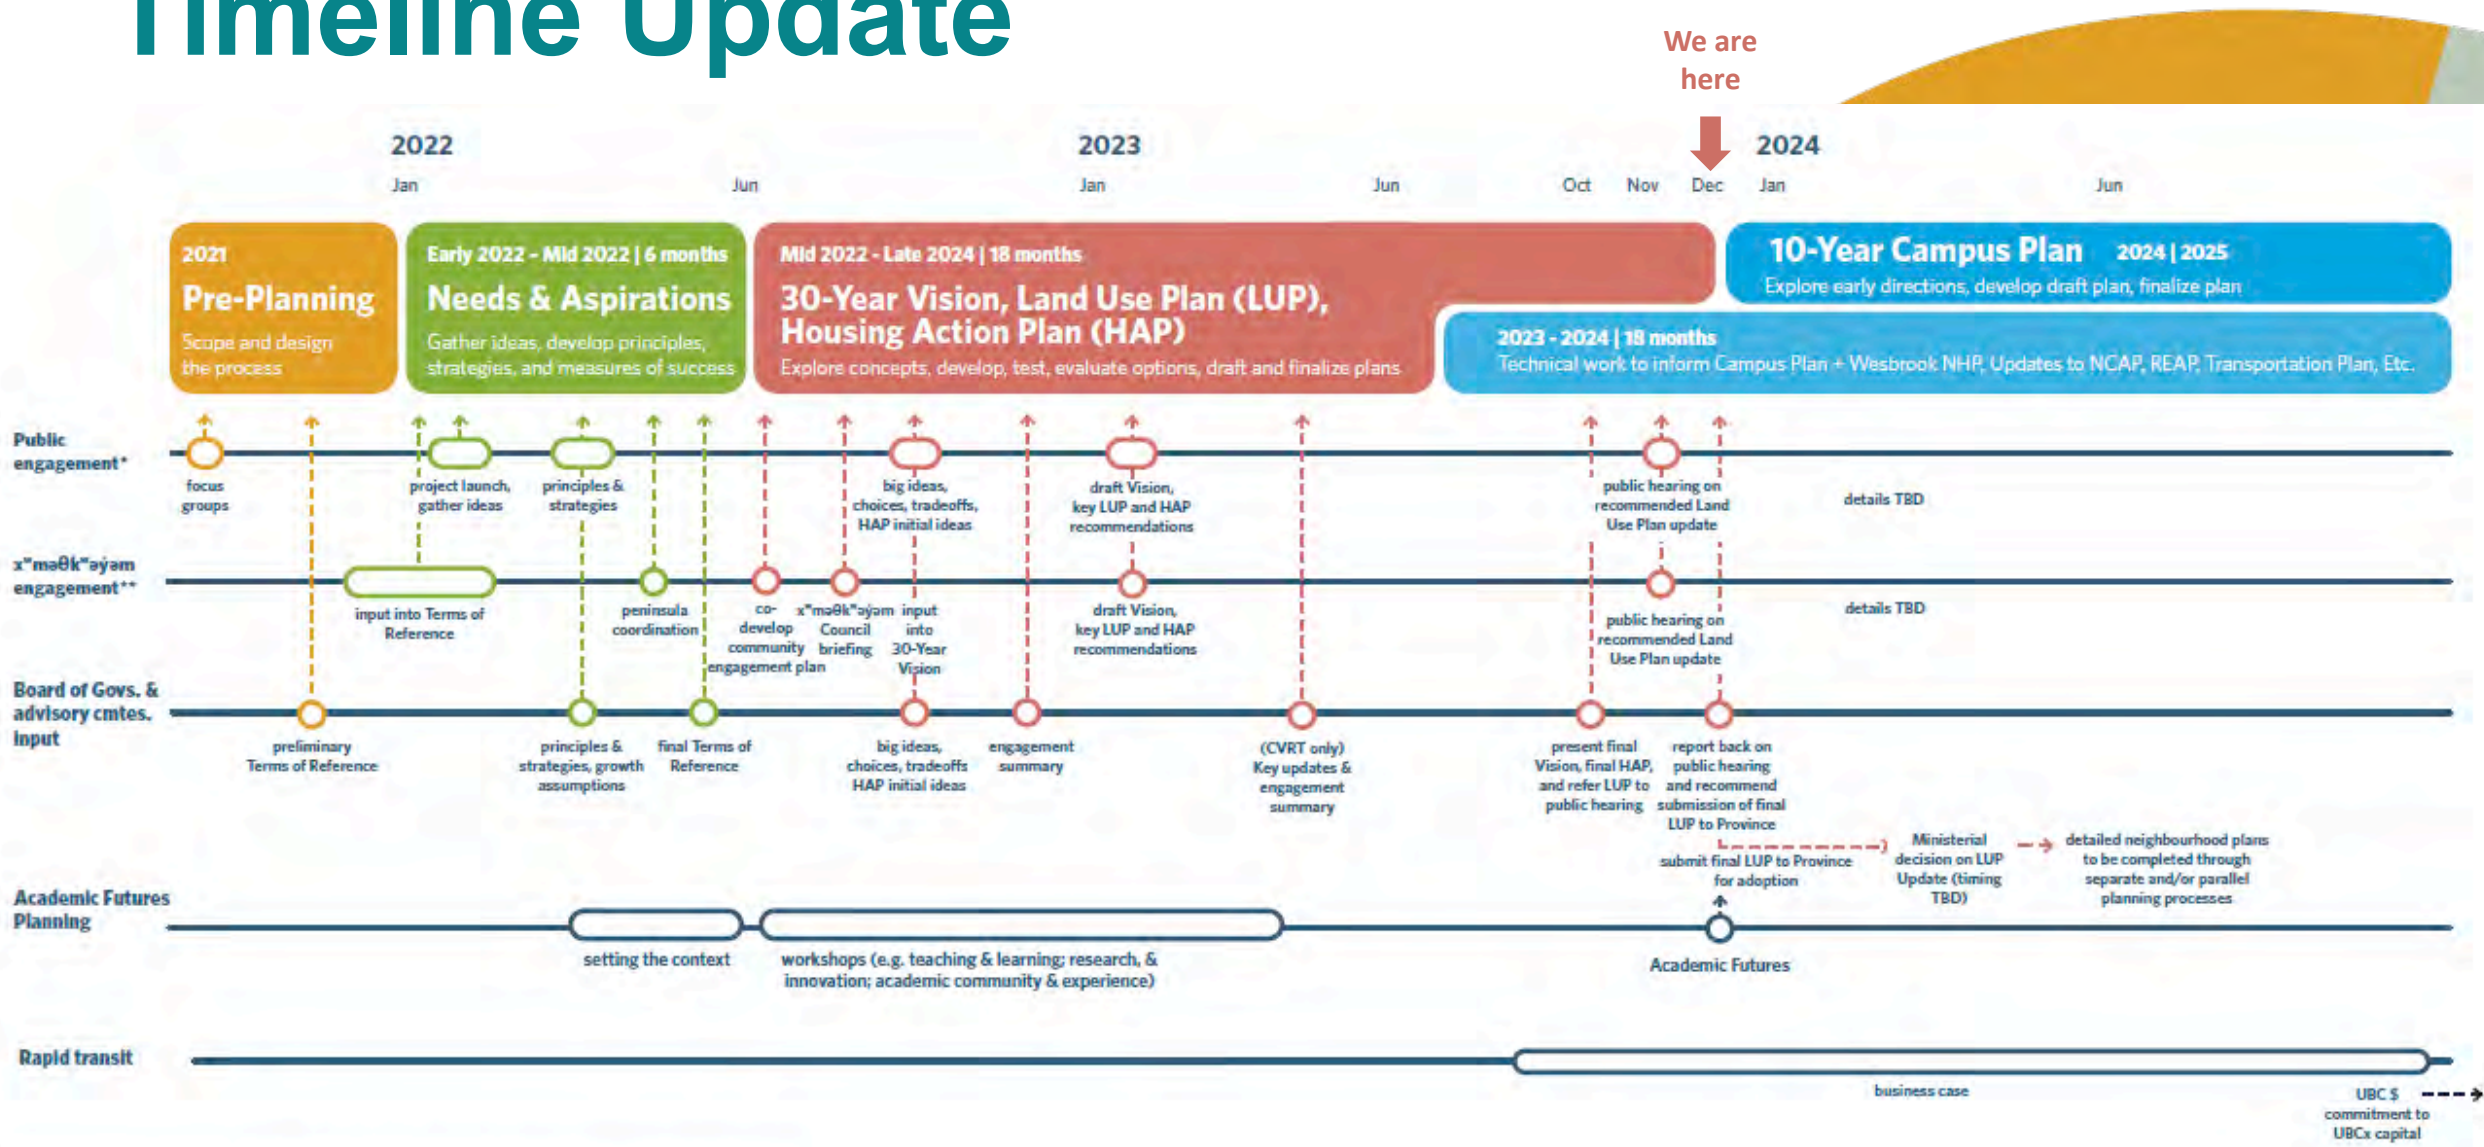 Timeline Update
We are
here
2022
2023
2024
Jan
Jun
Jan
Jun
Oct
Nov
Dec
Jan
Jun
2021
Pre-Planning
Scope and design
the process
Early 2022 - Mid 2022 | 6 months
Needs & Aspirations
Gather ideas, develop principles,
strategies, and measures of success
Mid 2022 - Late 2024 | 18 months
30-Year Vision, Land Use Plan (LUP),
Housing Action Plan (HAP)
Explore concepts, develop, test, evaluate options, draft and finalize plans
10-Year Campus Plan 2024 | 2025
Explore early directions, develop draft plan, finalize plan
2023 - 2024 | 18 months
Technical work to inform Campus Plan + Wesbrook NHP, Updates to NCAP, REAP, Transportation Plan, Etc.
Public
engagement*
focus
groups
project launch,
gather ideas
principles &
strategies
big ideas,
choices, tradeoffs,
HAP initial ideas
draft Vision,
key LUP and HAP
recommendations
public hearing on
recommended Land
Use Plan update
details TBD
xʷməθkʷəy̓əm
engagement**
input into Terms of
Reference
peninsula
coordination
co-
develop
community
engagement plan
xʷməθkʷəy̓əm
Council
briefing
input
into
30-Year
Vision
draft Vision,
key LUP and HAP
recommendations
public hearing on
recommended Land
Use Plan update
details TBD
Board of Govs. &
advisory cmtes.
input
preliminary
Terms of Reference
principles &
strategies, growth
assumptions
final Terms of
Reference
big ideas,
choices, tradeoffs
HAP initial ideas
engagement
summary
(CVRT only)
Key updates &
engagement
summary
present final
Vision, final HAP,
and refer LUP to
public hearing
report back on
public hearing
and recommend
submission of final
LUP to Province
submit final LUP to Province
for adoption
Ministerial
decision on LUP
Update (timing
TBD)
detailed neighbourhood plans
to be completed through
separate and/or parallel
planning processes
Academic Futures
Planning
setting the context
workshops (e.g. teaching & learning; research, &
innovation; academic community & experience)
Academic Futures
Rapid transit
business case
UBC $
commitment to
UBCx capital